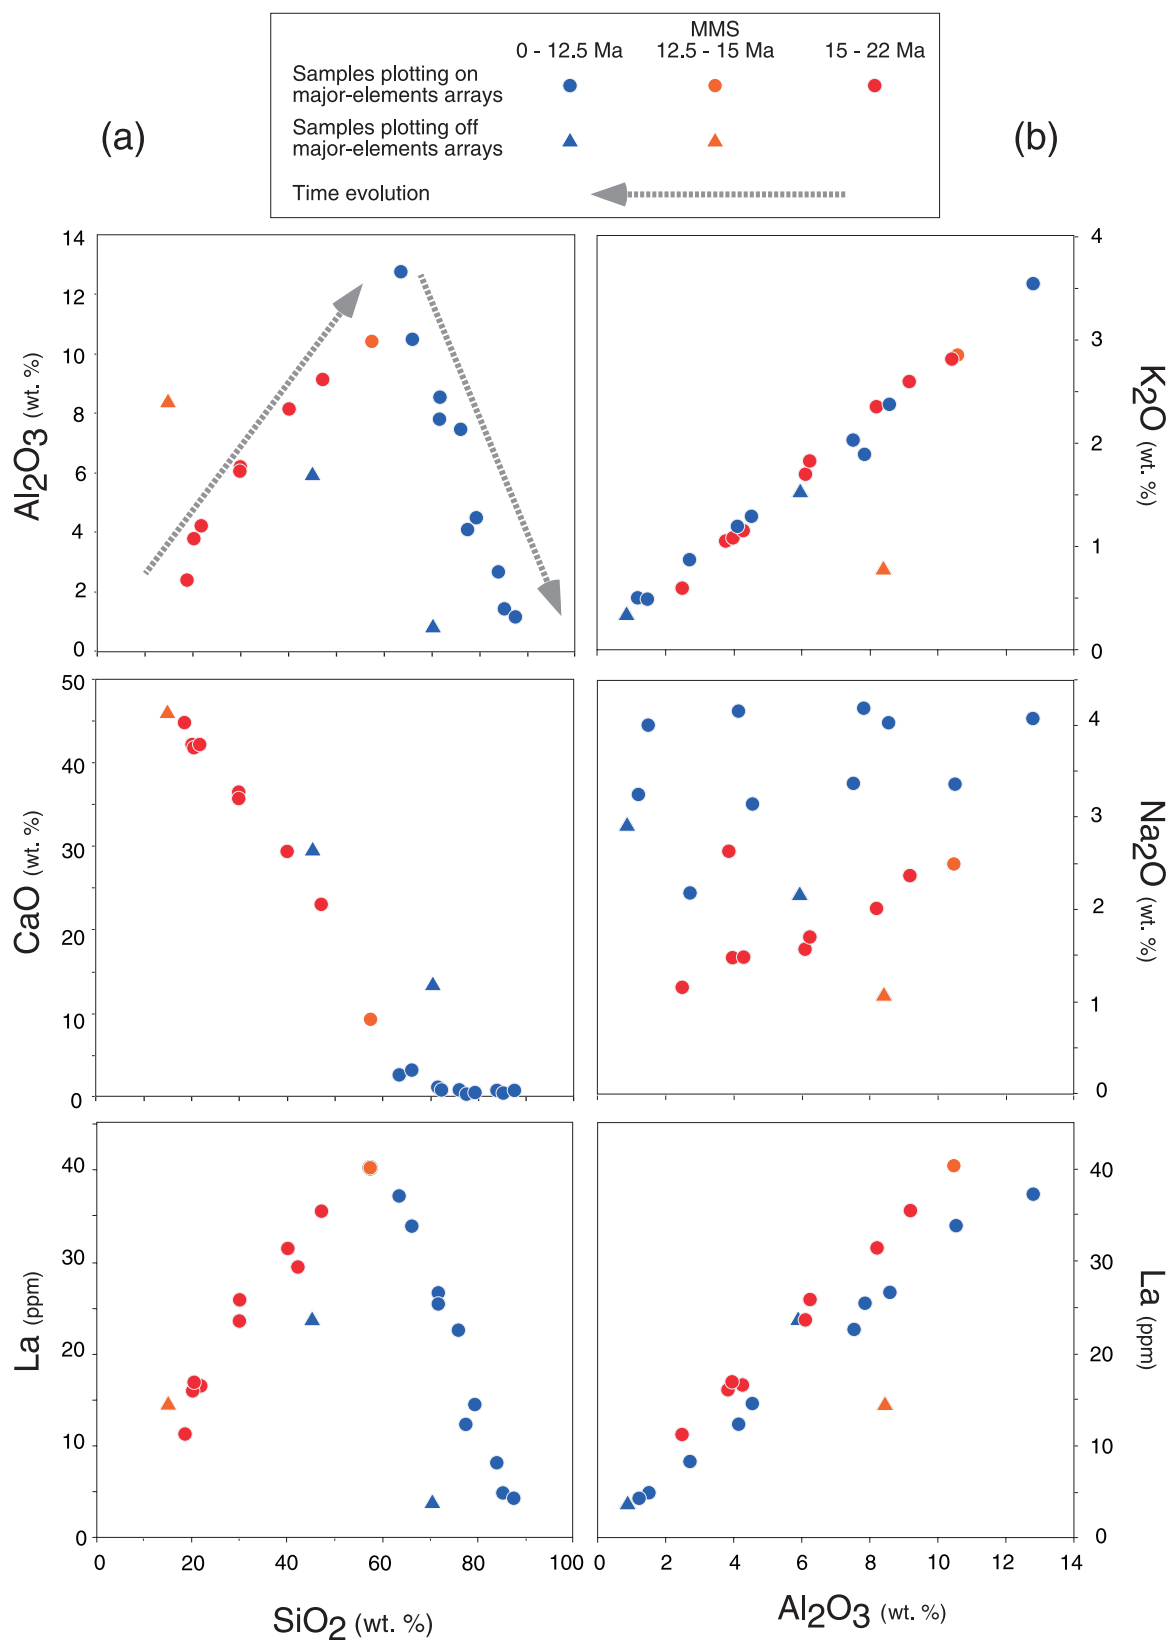 MMS
0 - 12.5 Ma 12.5 - 15 Ma 15 - 22 Ma
Samples plotting on
major-elements arrays
Samples plotting off
major-elements arrays
Time evolution
(a)
(b)
14
12
10
8
6
4
2
0
Al2O3 (wt. %)
4
3
2
1
0
K2O (wt. %)
50
40
30
20
10
0
CaO (wt. %)
4
3
2
1
0
Na2O (wt. %)
40
30
20
10
0
La (ppm)
40
30
20
10
0
La (ppm)
0 20 40 60 80 100
SiO2 (wt. %)
0 2 4 6 8 10 12 14
Al2O3 (wt. %)